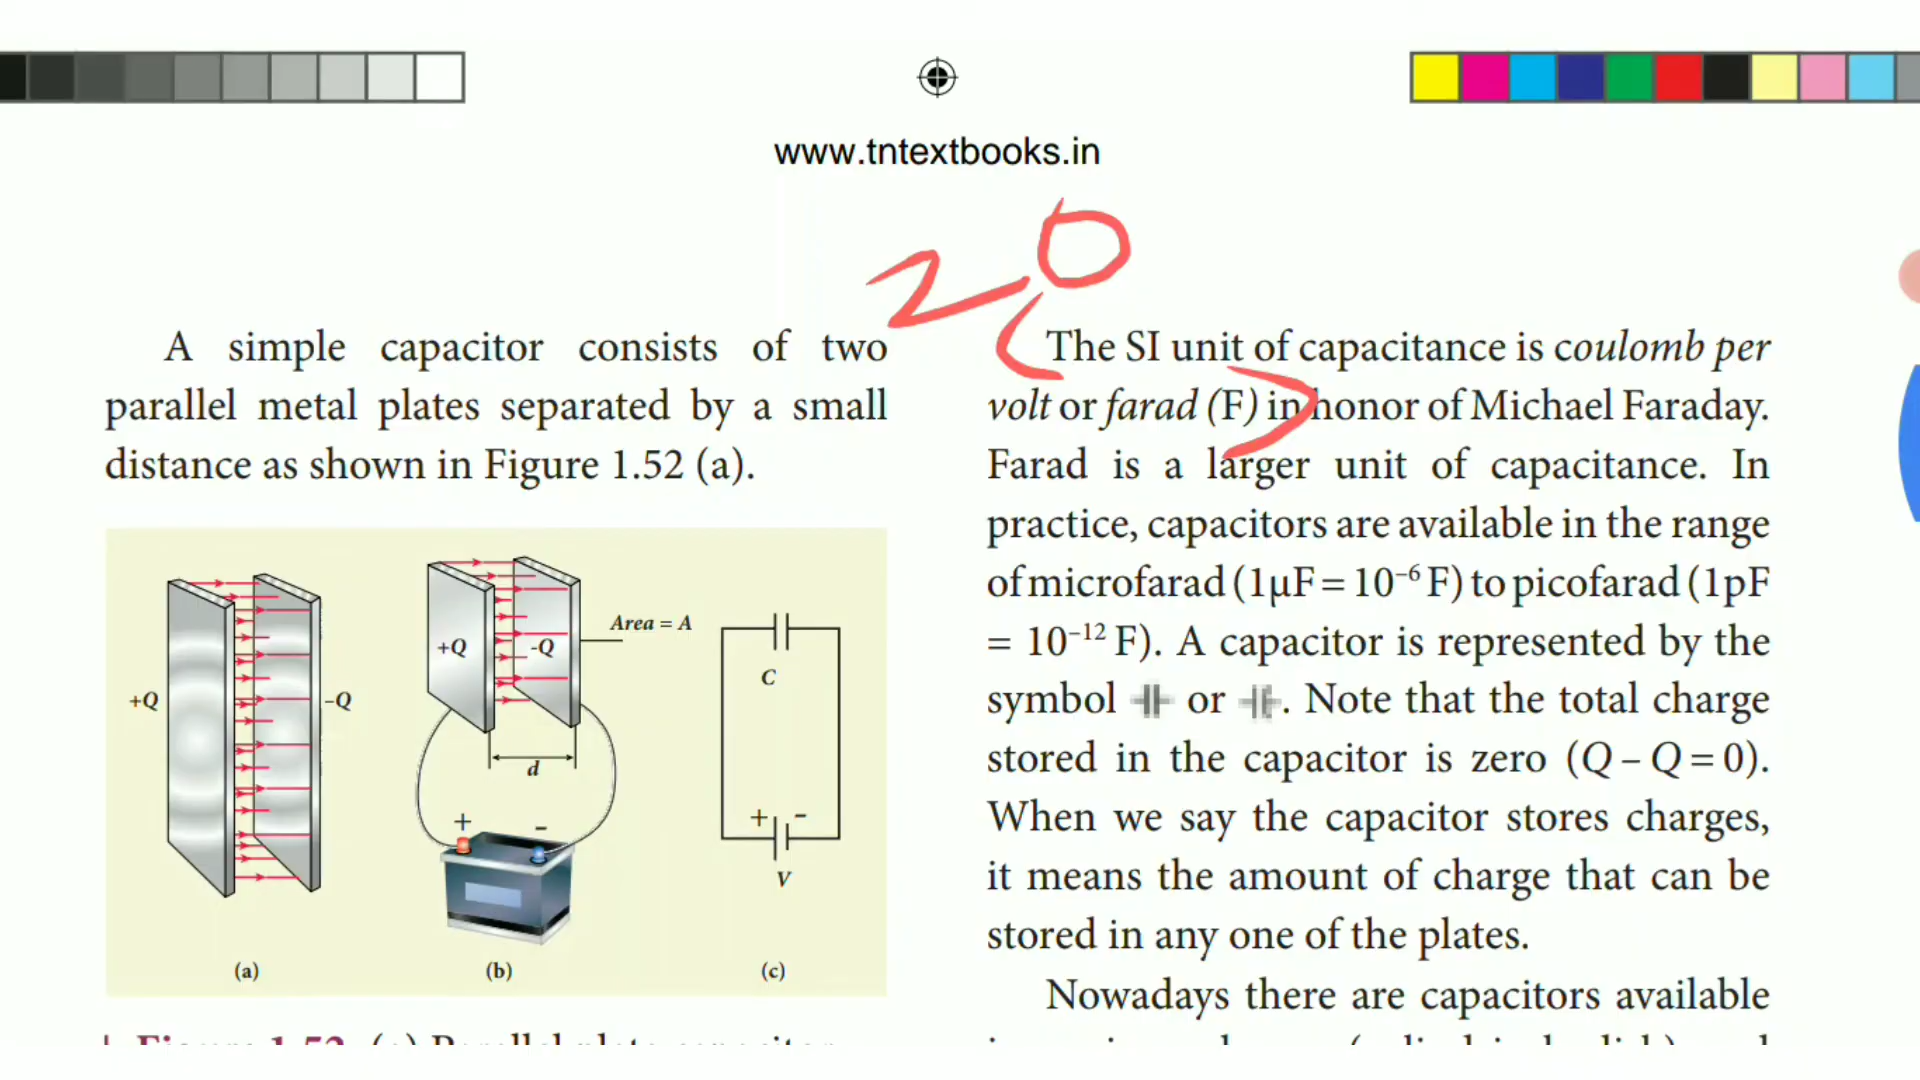 www.tntextbooks.in
20
A simple capacitor consists of two
parallel metal plates separated by a small
distance as shown in Figure 1.52 (a).
+Q
-Q
+Q
-Q
Area = A
d
+
-
C
+
-
V
(a)
(b)
(c)
The SI unit of capacitance is coulomb per
volt or farad (F) in honor of Michael Faraday.
Farad is a larger unit of capacitance. In
practice, capacitors are available in the range
of microfarad (1μF = 10⁻⁶ F) to picofarad (1pF
= 10⁻¹² F). A capacitor is represented by the
symbol or . Note that the total charge
stored in the capacitor is zero (Q – Q = 0).
When we say the capacitor stores charges,
it means the amount of charge that can be
stored in any one of the plates.
Nowadays there are capacitors available